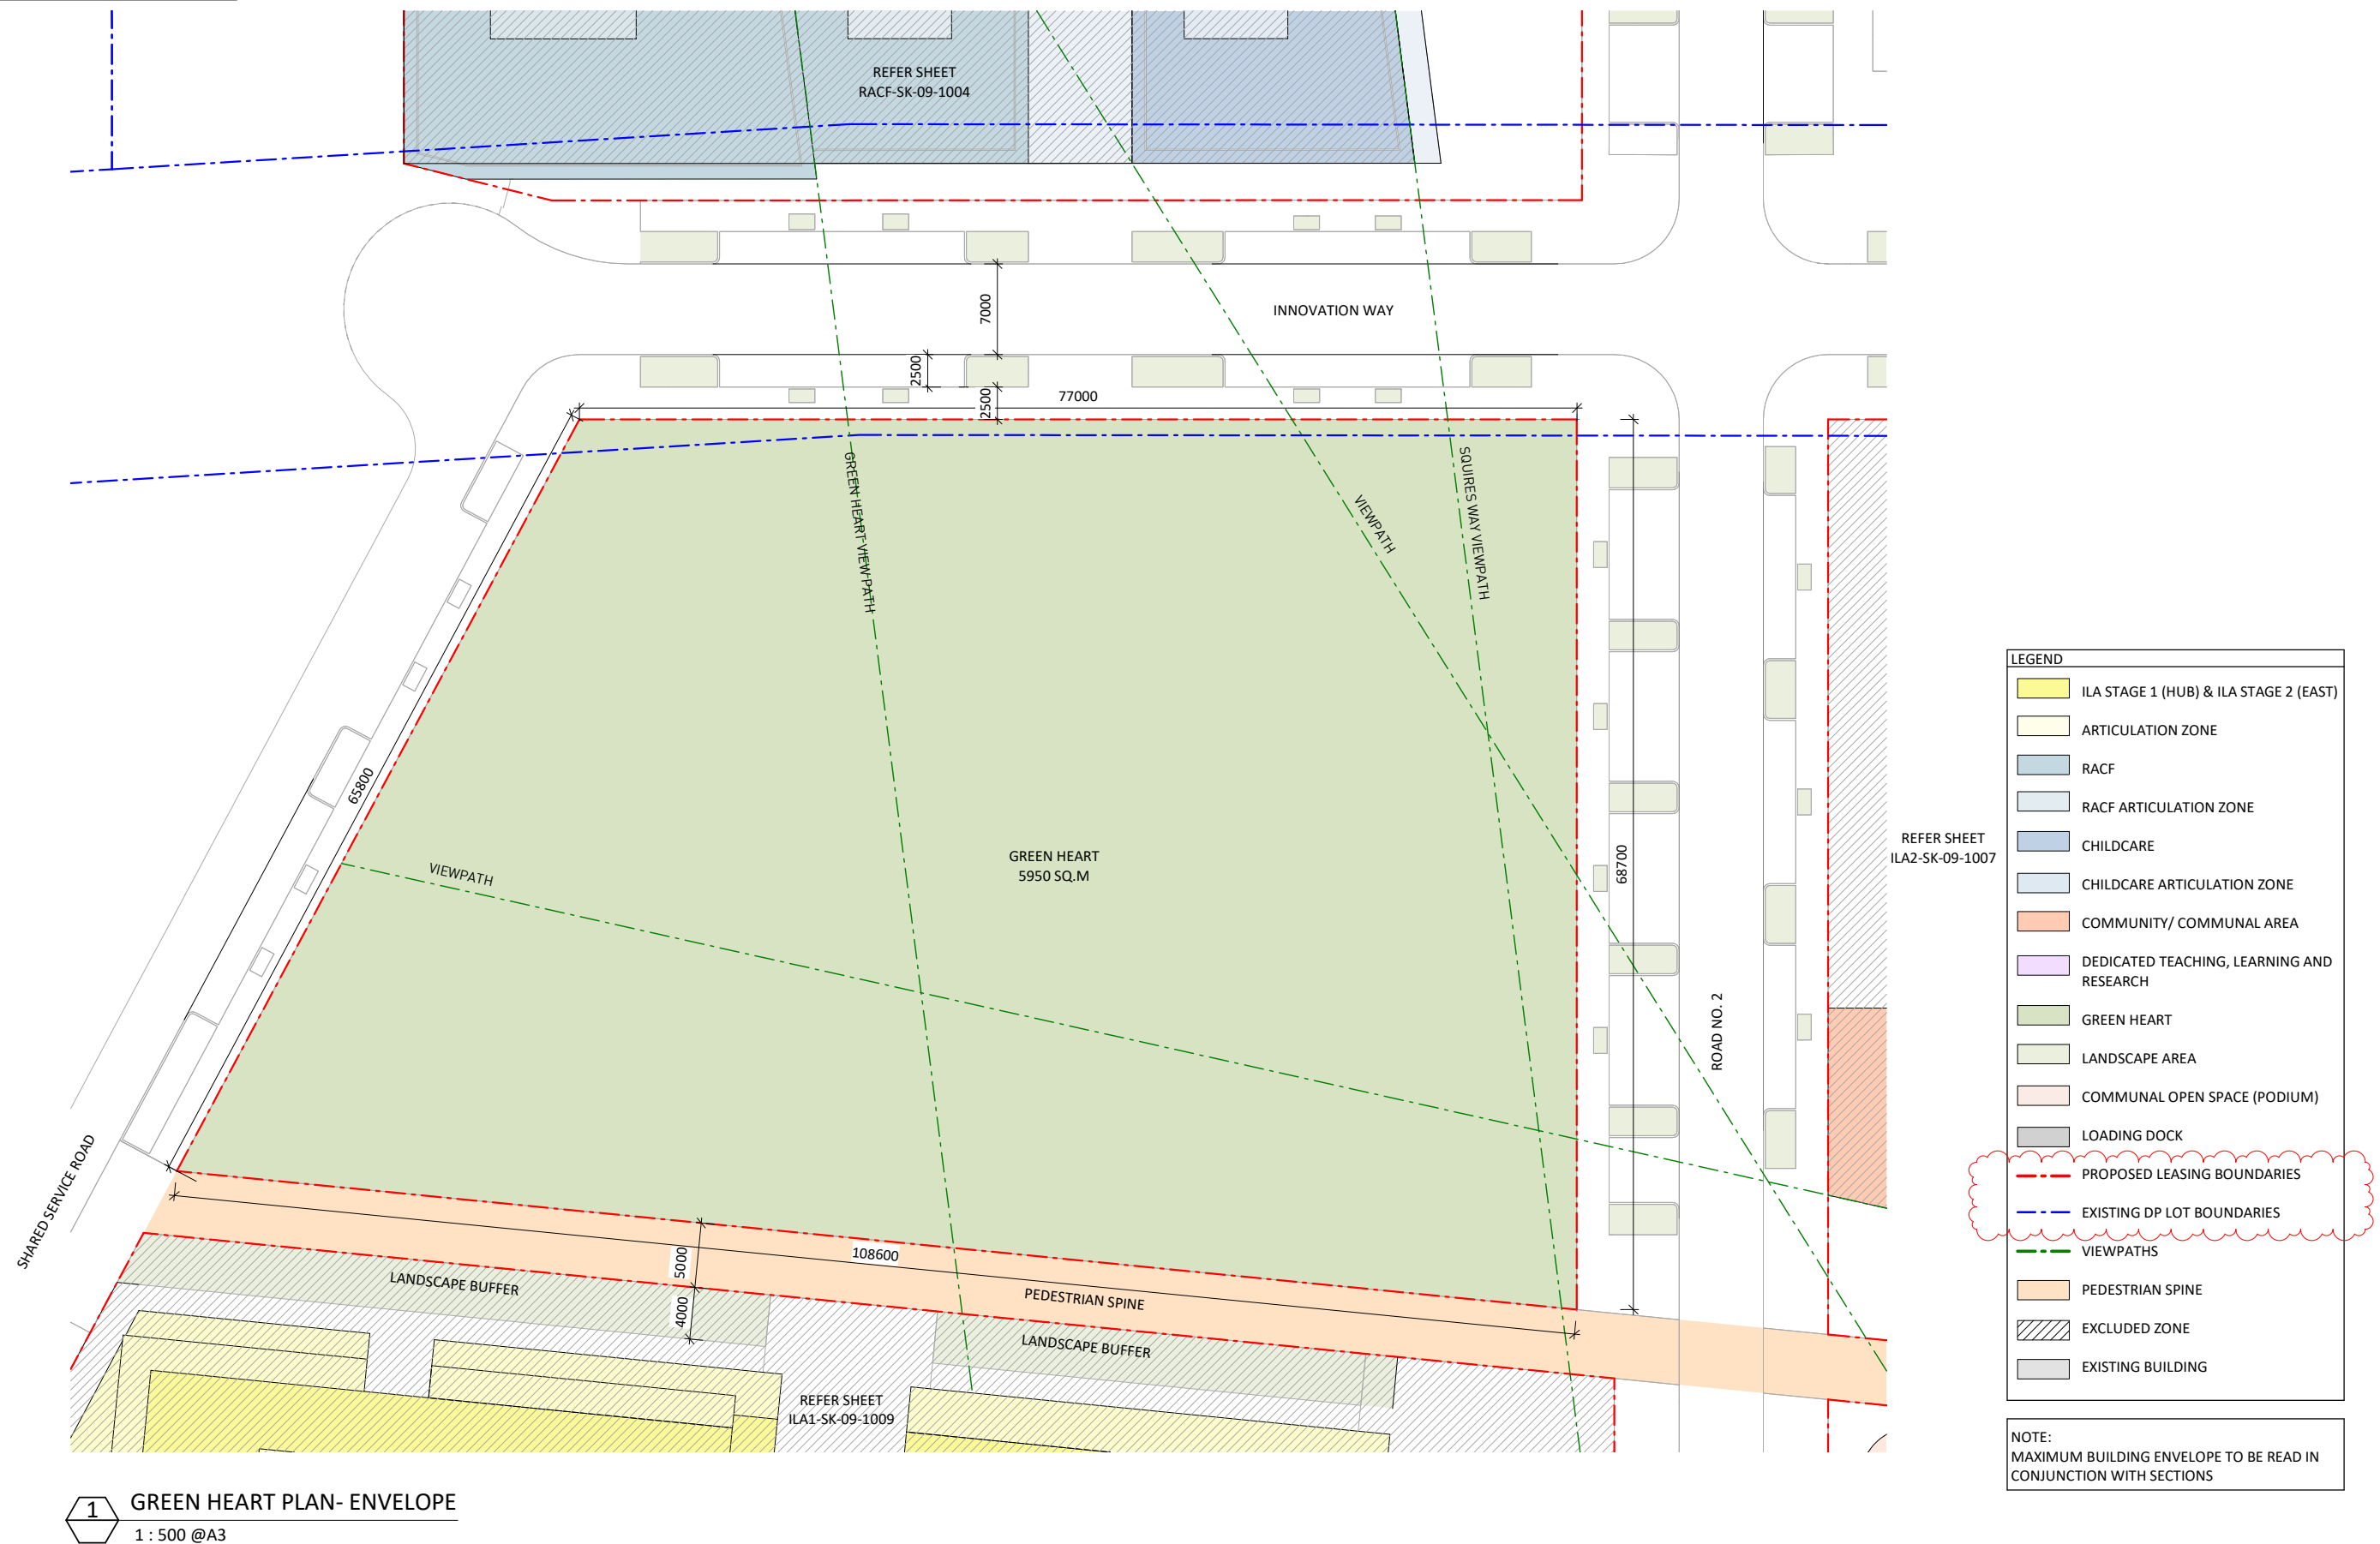 REFER SHEET
RACF-SK-09-1004
INNOVATION WAY
7000
2500
2500
77000
GREEN HEART VIEW PATH
VIEWPATH
SQUIRES WAY VIEWPATH
65800
VIEWPATH
GREEN HEART
5950 SQ.M
68700
REFER SHEET
ILA2-SK-09-1007
ROAD NO. 2
SHARED SERVICE ROAD
108600
5000
4000
LANDSCAPE BUFFER
PEDESTRIAN SPINE
LANDSCAPE BUFFER
REFER SHEET
ILA1-SK-09-1009
LEGEND
ILA STAGE 1 (HUB) & ILA STAGE 2 (EAST)
ARTICULATION ZONE
RACF
RACF ARTICULATION ZONE
CHILDCARE
CHILDCARE ARTICULATION ZONE
COMMUNITY/ COMMUNAL AREA
DEDICATED TEACHING, LEARNING AND
RESEARCH
GREEN HEART
LANDSCAPE AREA
COMMUNAL OPEN SPACE (PODIUM)
LOADING DOCK
PROPOSED LEASING BOUNDARIES
EXISTING DP LOT BOUNDARIES
VIEWPATHS
PEDESTRIAN SPINE
EXCLUDED ZONE
EXISTING BUILDING
NOTE:
MAXIMUM BUILDING ENVELOPE TO BE READ IN
CONJUNCTION WITH SECTIONS
1
GREEN HEART PLAN- ENVELOPE
1 : 500 @A3